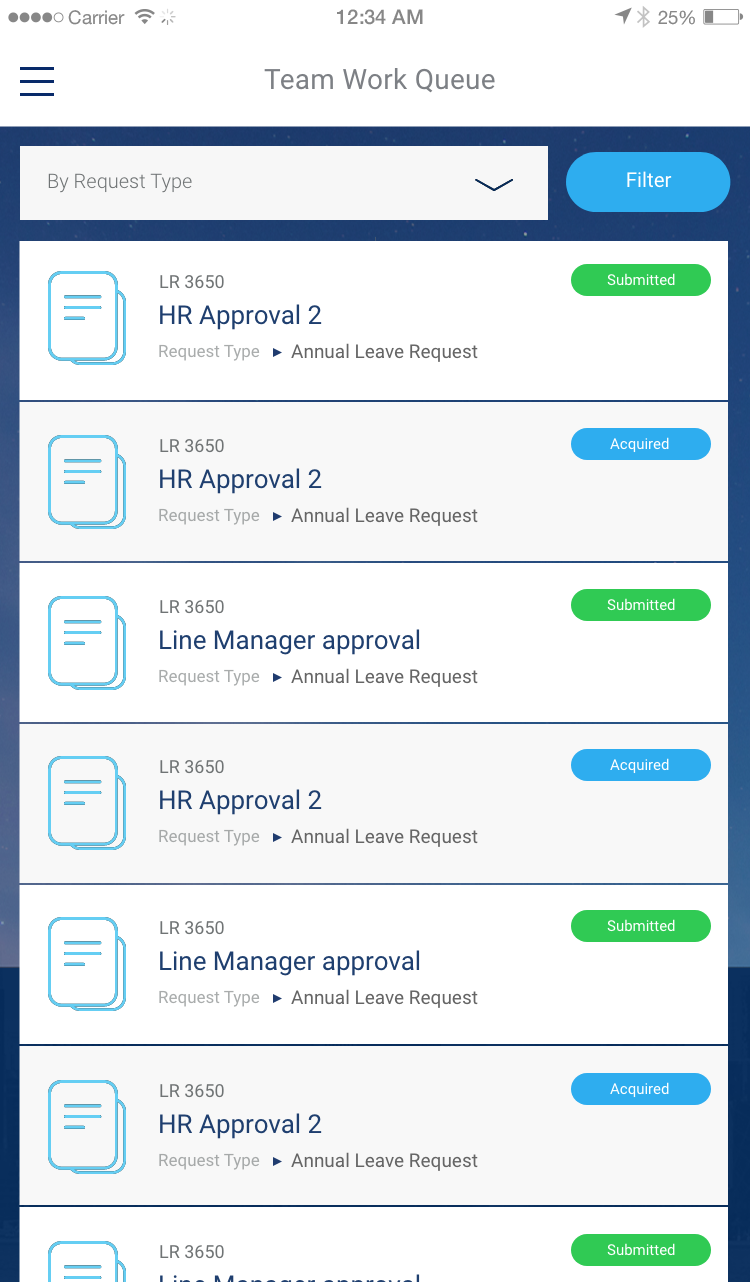 Carrier 12:34 AM 25%
Team Work Queue
By Request Type Filter
LR 3650 Submitted
HR Approval 2
Request Type ▸ Annual Leave Request
LR 3650 Acquired
HR Approval 2
Request Type ▸ Annual Leave Request
LR 3650 Submitted
Line Manager approval
Request Type ▸ Annual Leave Request
LR 3650 Acquired
HR Approval 2
Request Type ▸ Annual Leave Request
LR 3650 Submitted
Line Manager approval
Request Type ▸ Annual Leave Request
LR 3650 Acquired
HR Approval 2
Request Type ▸ Annual Leave Request
LR 3650 Submitted
Line Manager approval